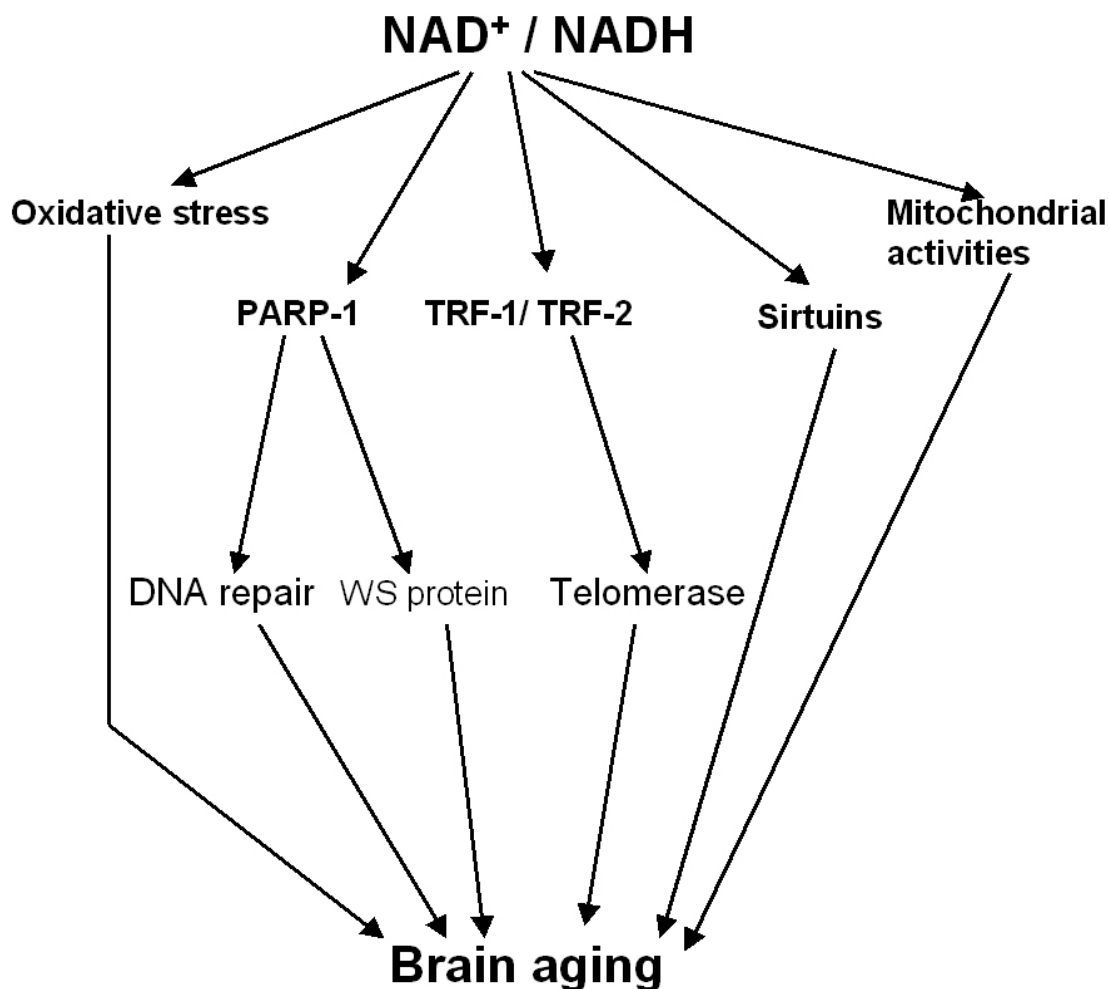 NAD⁺ / NADH
Oxidative stress
Mitochondrial
activities
PARP-1
TRF-1/ TRF-2
Sirtuins
DNA repair
WS protein
Telomerase
Brain aging